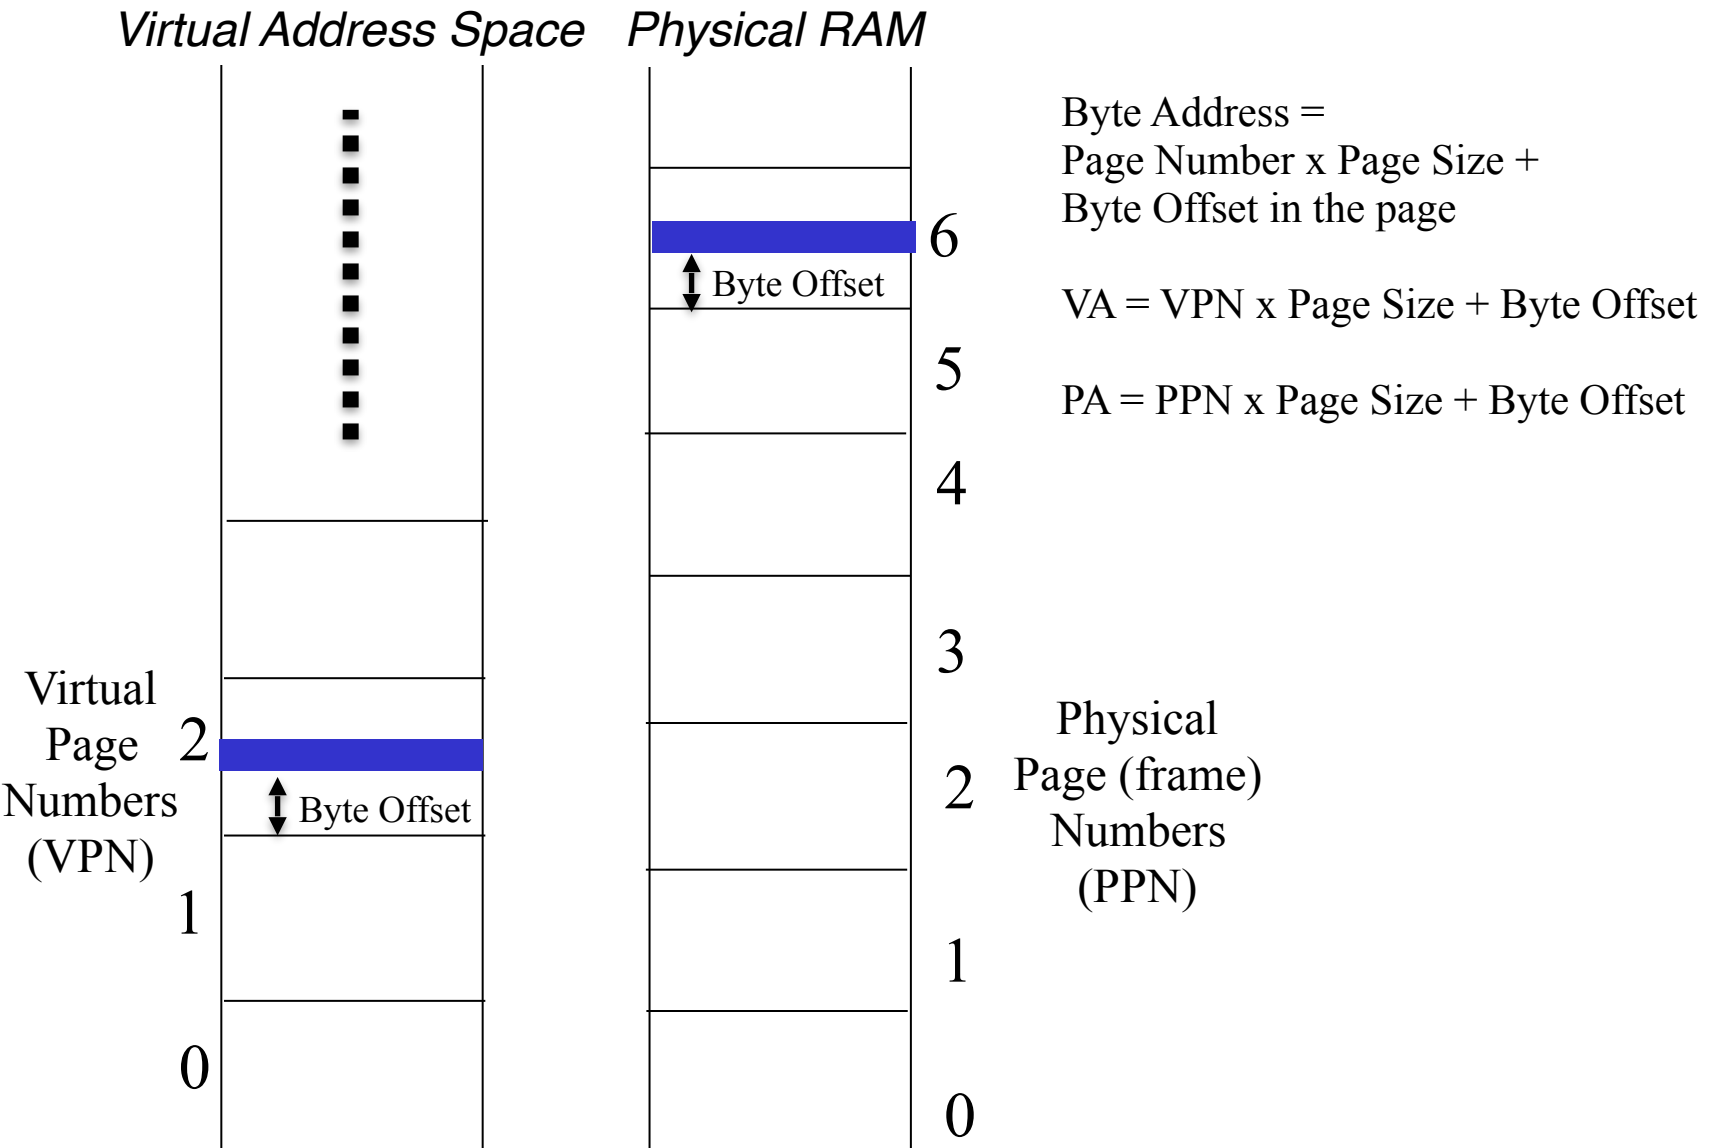 Virtual Address Space
Physical RAM
Byte Address =
Page Number x Page Size +
Byte Offset in the page
VA = VPN x Page Size + Byte Offset
PA = PPN x Page Size + Byte Offset
6
Byte Offset
5
4
3
2
1
0
Physical
Page (frame)
Numbers
(PPN)
Virtual
Page
Numbers
(VPN)
2
Byte Offset
1
0